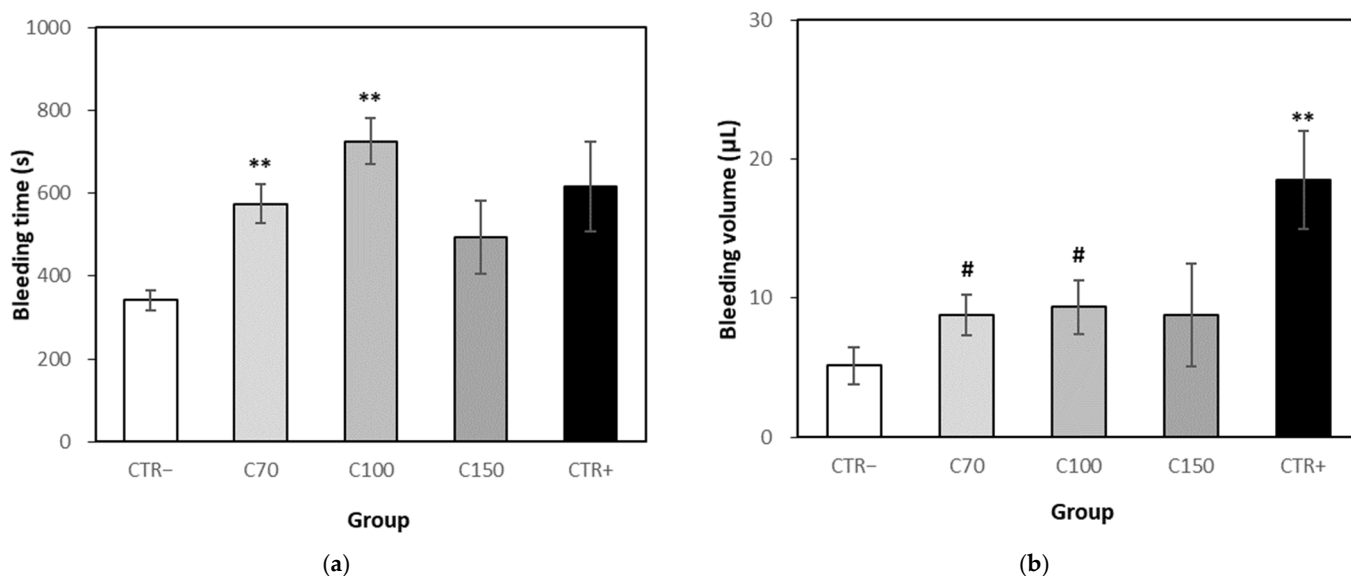 Bleeding time (s)
1000
800
600
400
200
0
**
**
CTR− C70 C100 C150 CTR+
Group
(a)
Bleeding volume (µL)
30
20
10
0
#
#
**
CTR− C70 C100 C150 CTR+
Group
(b)